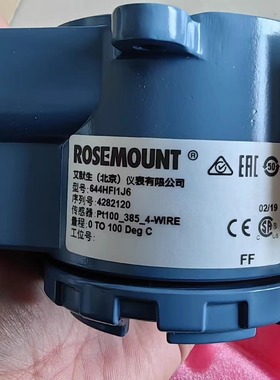 ROSEMOUNT®
艾默生（北京）仪表有限公司
型号: 644HFI1J6
序列号: 4282120
传感器: Pt100_385_4-WIRE
量程: 0 TO 100 Deg C
工位号:
EAC
50
02/19
CE
SA
FF